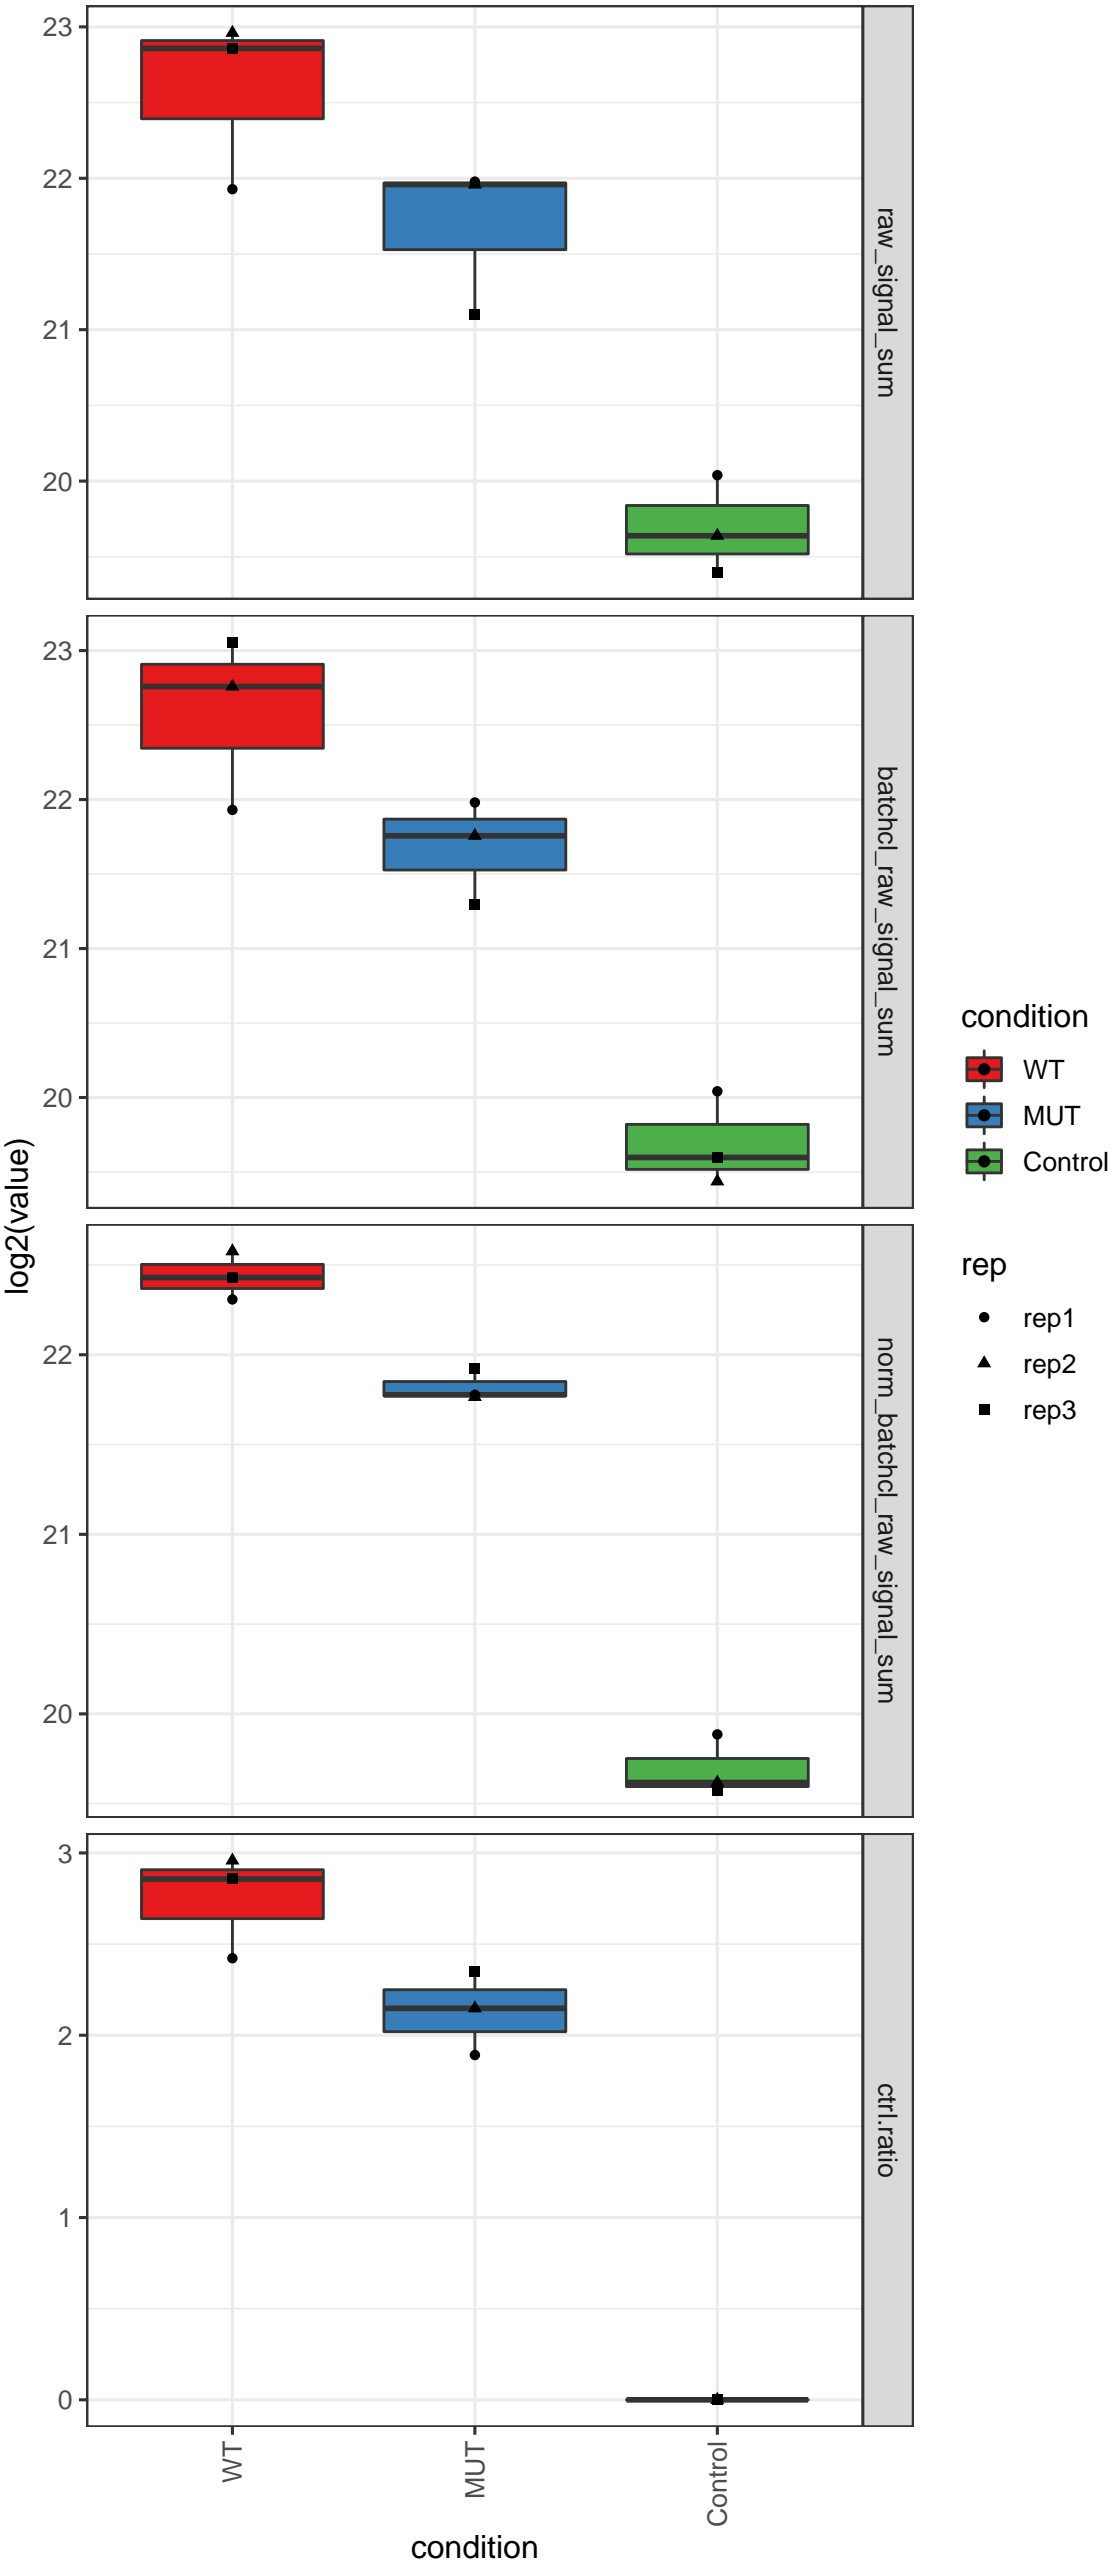 log2(value)
23
22
21
20
raw_signal_sum
23
22
21
20
batchcl_raw_signal_sum
22
21
20
norm_batchcl_raw_signal_sum
3
2
1
0
ctrl.ratio
WT
MUT
Control
condition
condition
WT
MUT
Control
rep
rep1
rep2
rep3